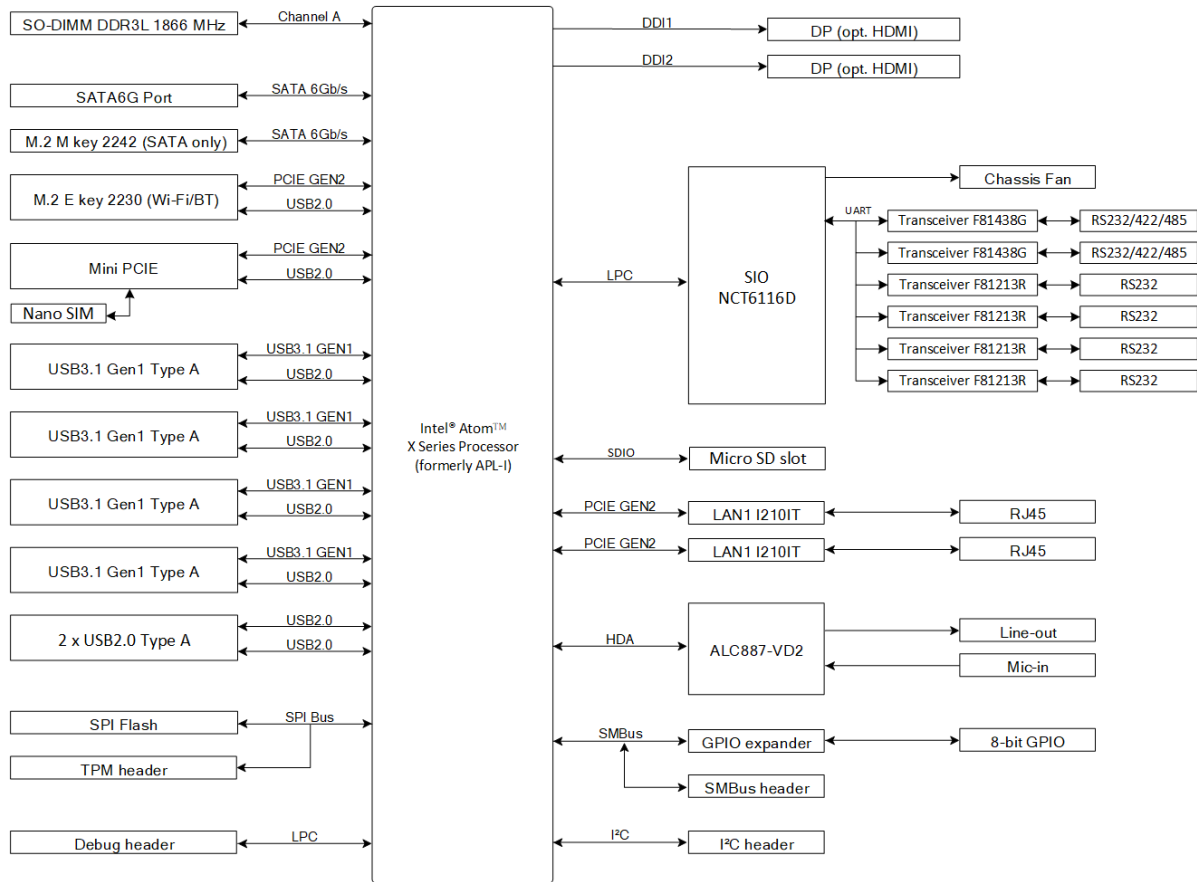 SO-DIMM DDR3L 1866 MHz
Channel A
SATA6G Port
SATA 6Gb/s
M.2 M key 2242 (SATA only)
SATA 6Gb/s
M.2 E key 2230 (Wi-Fi/BT)
PCIE GEN2
USB2.0
Mini PCIE
PCIE GEN2
USB2.0
Nano SIM
USB3.1 Gen1 Type A
USB3.1 GEN1
USB2.0
USB3.1 Gen1 Type A
USB3.1 GEN1
USB2.0
USB3.1 Gen1 Type A
USB3.1 GEN1
USB2.0
USB3.1 Gen1 Type A
USB3.1 GEN1
USB2.0
2 x USB2.0 Type A
USB2.0
USB2.0
SPI Flash
SPI Bus
TPM header
Debug header
LPC
Intel® Atom™
X Series Processor
(formerly APL-I)
DDI1
DP (opt. HDMI)
DDI2
DP (opt. HDMI)
LPC
SIO
NCT6116D
Chassis Fan
UART
Transceiver F81438G
RS232/422/485
Transceiver F81438G
RS232/422/485
Transceiver F81213R
RS232
Transceiver F81213R
RS232
Transceiver F81213R
RS232
Transceiver F81213R
RS232
SDIO
Micro SD slot
PCIE GEN2
LAN1 I210IT
RJ45
PCIE GEN2
LAN1 I210IT
RJ45
HDA
ALC887-VD2
Line-out
Mic-in
SMBus
GPIO expander
8-bit GPIO
SMBus header
I²C
I²C header